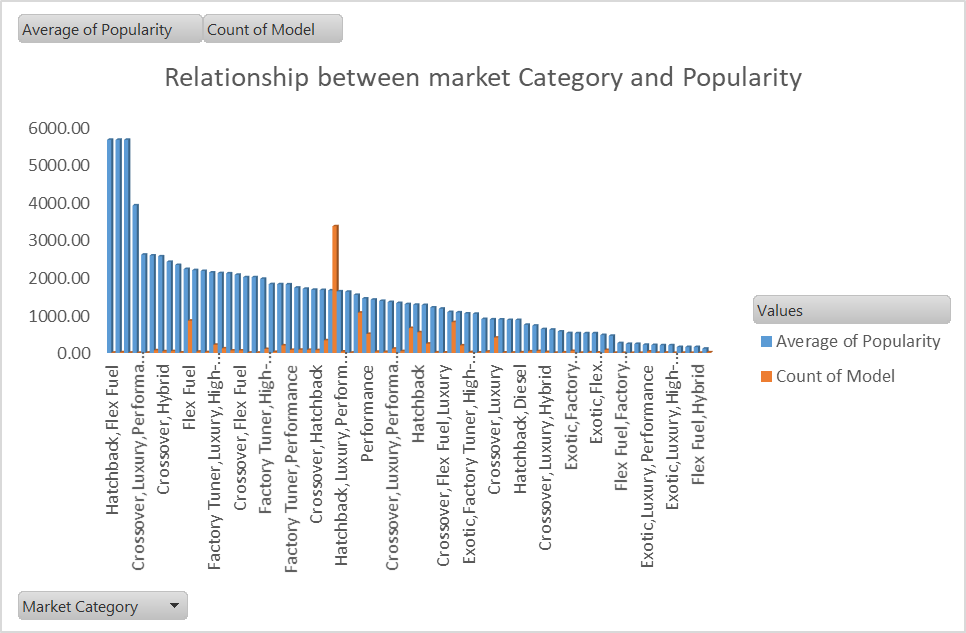 Average of Popularity
Count of Model
Relationship between market Category and Popularity
6000.00
5000.00
4000.00
3000.00
2000.00
1000.00
0.00
Hatchback,Flex Fuel
Crossover,Luxury,Performa...
Crossover,Hybrid
Flex Fuel
Factory Tuner,Luxury,High-...
Crossover,Flex Fuel
Factory Tuner,High-...
Factory Tuner,Performance
Crossover,Hatchback
Hatchback,Luxury,Perform...
Performance
Crossover,Luxury,Performa...
Hatchback
Crossover,Flex Fuel,Luxury
Exotic,Factory Tuner,High-...
Crossover,Luxury
Hatchback,Diesel
Crossover,Luxury,Hybrid
Exotic,Factory...
Exotic,Flex...
Flex Fuel,Factory...
Exotic,Luxury,Performance
Exotic,Luxury,High-...
Flex Fuel,Hybrid
Values
Average of Popularity
Count of Model
Market Category